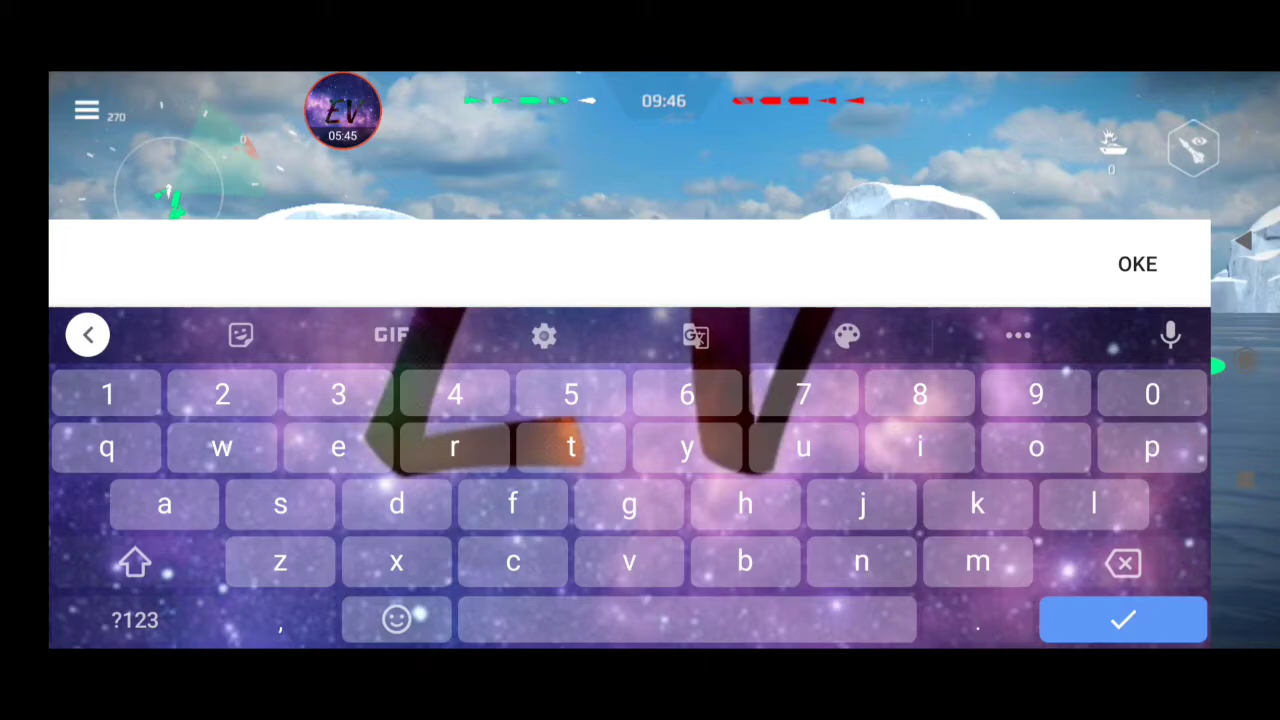 270
EV
05:45
09:46
0
0
OKE
GIF
1 2 3 4 5 6 7 8 9 0
q w e r t y u i o p
a s d f g h j k l
z x c v b n m
?123 , .